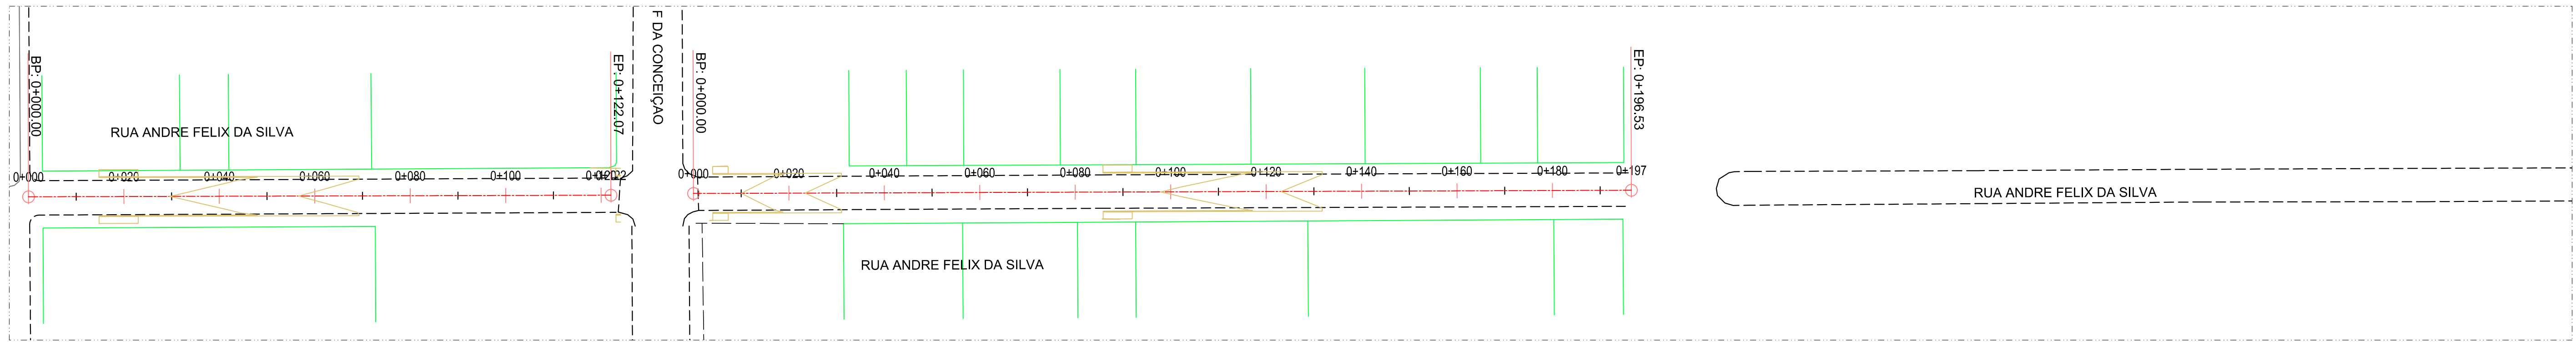 F DA CONCEIÇAO
BP: 0+000.00
EP: 0+122.07
BP: 0+000.00
EP: 0+196.53
RUA ANDRE FELIX DA SILVA
0+000
0+020
0+040
0+060
0+080
0+100
0+122
0+000
0+020
0+040
0+060
0+080
0+100
0+120
0+140
0+160
0+180
0+197
RUA ANDRE FELIX DA SILVA
RUA ANDRE FELIX DA SILVA